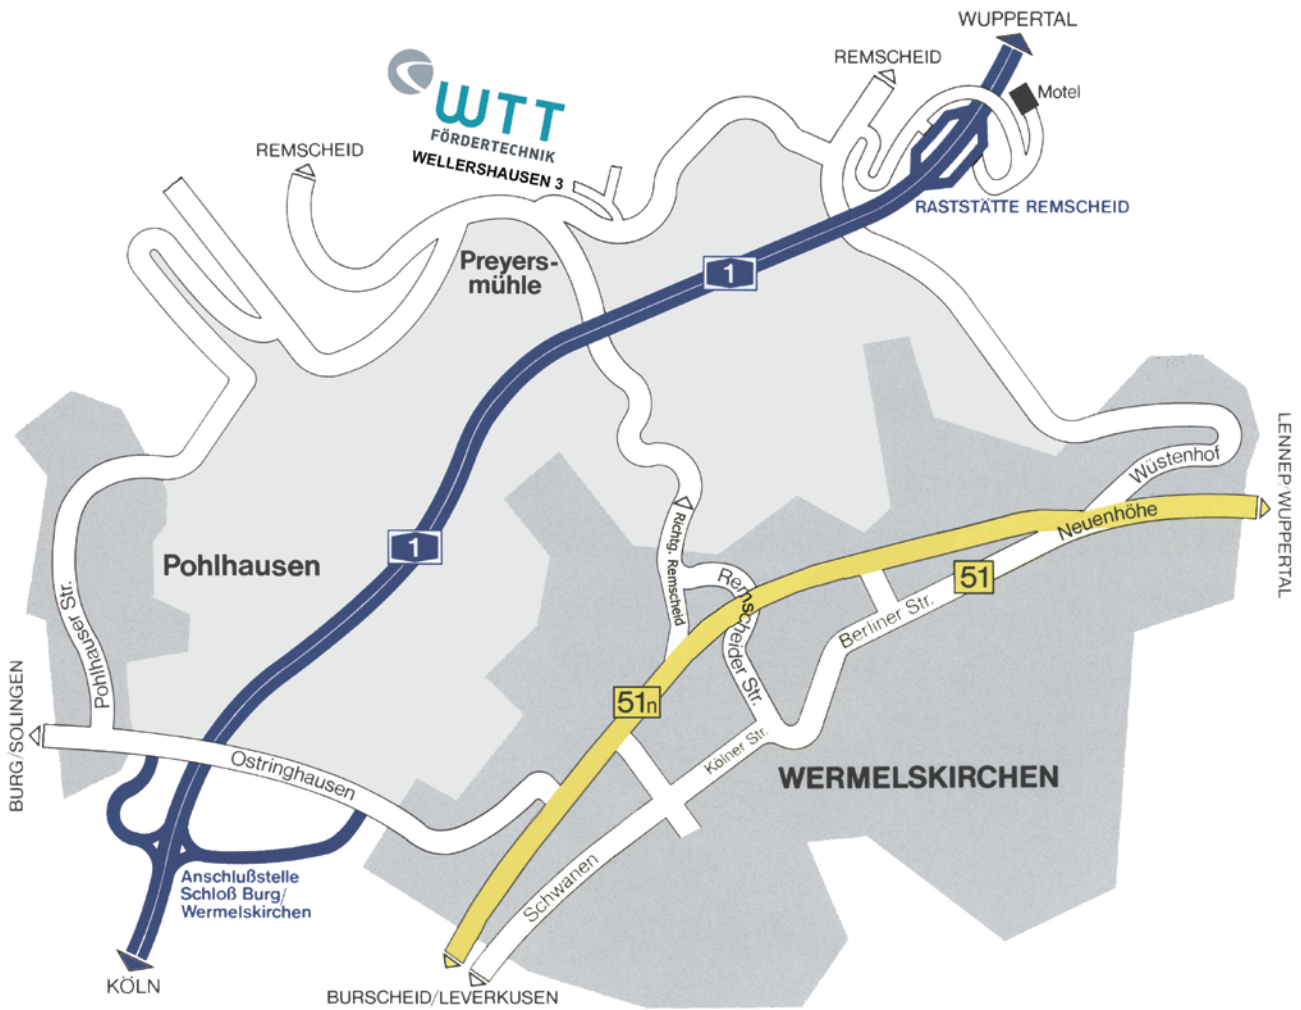 WUPPERTAL
REMSCHEID
Motel
WTT
FÖRDERTECHNIK
WELLERSHAUSEN 3
REMSCHEID
RASTSTÄTTE REMSCHEID
1
Preyers-
mühle
LENNEP/WUPPERTAL
Wüstenhof
Neuenhöhe
1
Richtg. Remscheid
Pohlhausen
Remscheider Str.
51
Berliner Str.
Pohlhauser Str.
BURG/SOLINGEN
51n
Kölner Str.
Ostringhausen
WERMELSKIRCHEN
Schwanen
Anschlußstelle
Schloß Burg/
Wermelskirchen
KÖLN
BURSCHEID/LEVERKUSEN